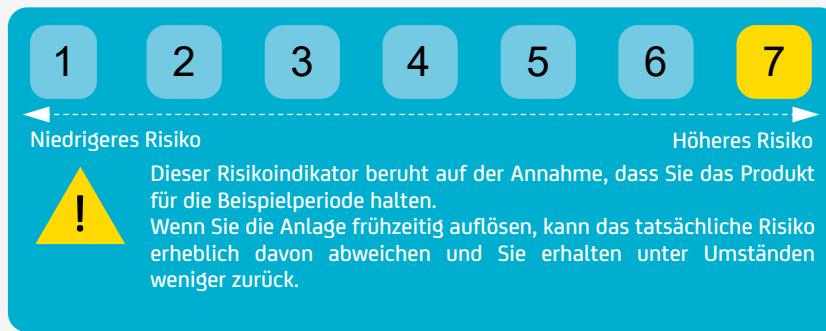 1 2 3 4 5 6 7
Niedrigeres Risiko Höheres Risiko
! Dieser Risikoindikator beruht auf der Annahme, dass Sie das Produkt
für die Beispielperiode halten.
Wenn Sie die Anlage frühzeitig auflösen, kann das tatsächliche Risiko
erheblich davon abweichen und Sie erhalten unter Umständen
weniger zurück.